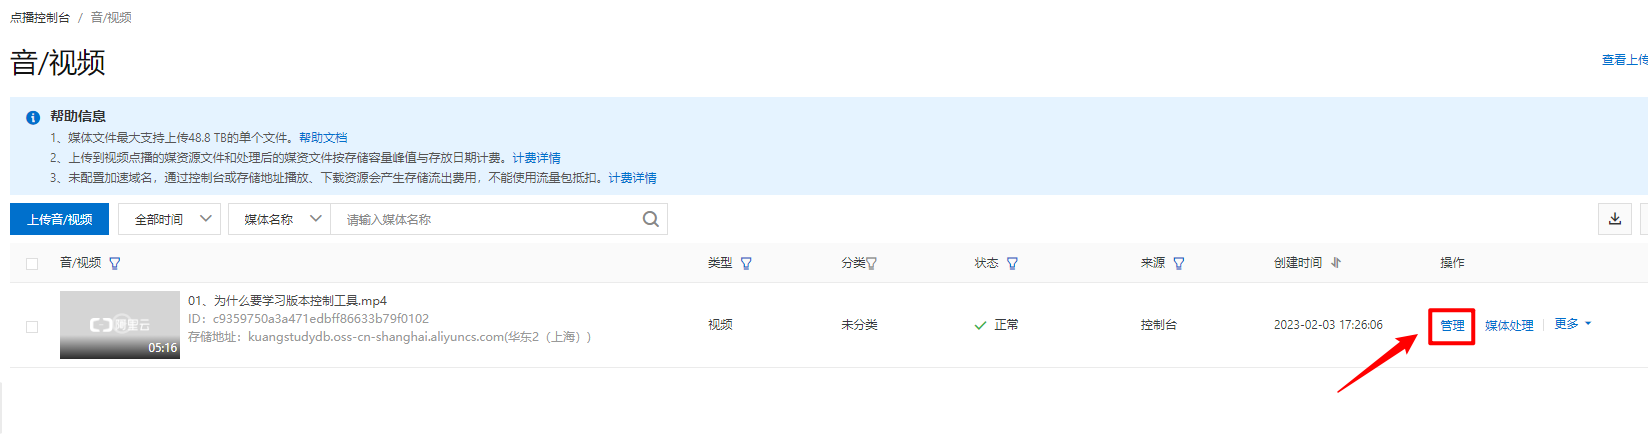 点播控制台 / 音/视频
音/视频
查看上传
帮助信息
1、媒体文件最大支持上传48.8 TB的单个文件。帮助文档
2、上传到视频点播的媒资源文件和处理后的媒资文件按存储容量峰值与存放日期计费。计费详情
3、未配置加速域名，通过控制台或存储地址播放、下载资源会产生存储流出费用，不能使用流量包抵扣。计费详情
上传音/视频 全部时间 媒体名称 请输入媒体名称
音/视频 类型 分类 状态 来源 创建时间 操作
01、为什么要学习版本控制工具.mp4
ID：c9359750a3a471edbff86633b79f0102
阿里云 视频 未分类 正常 控制台 2023-02-03 17:26:06 管理 媒体处理 更多
存储地址：kuangstudydb.oss-cn-shanghai.aliyuncs.com(华东2（上海）)
05:16